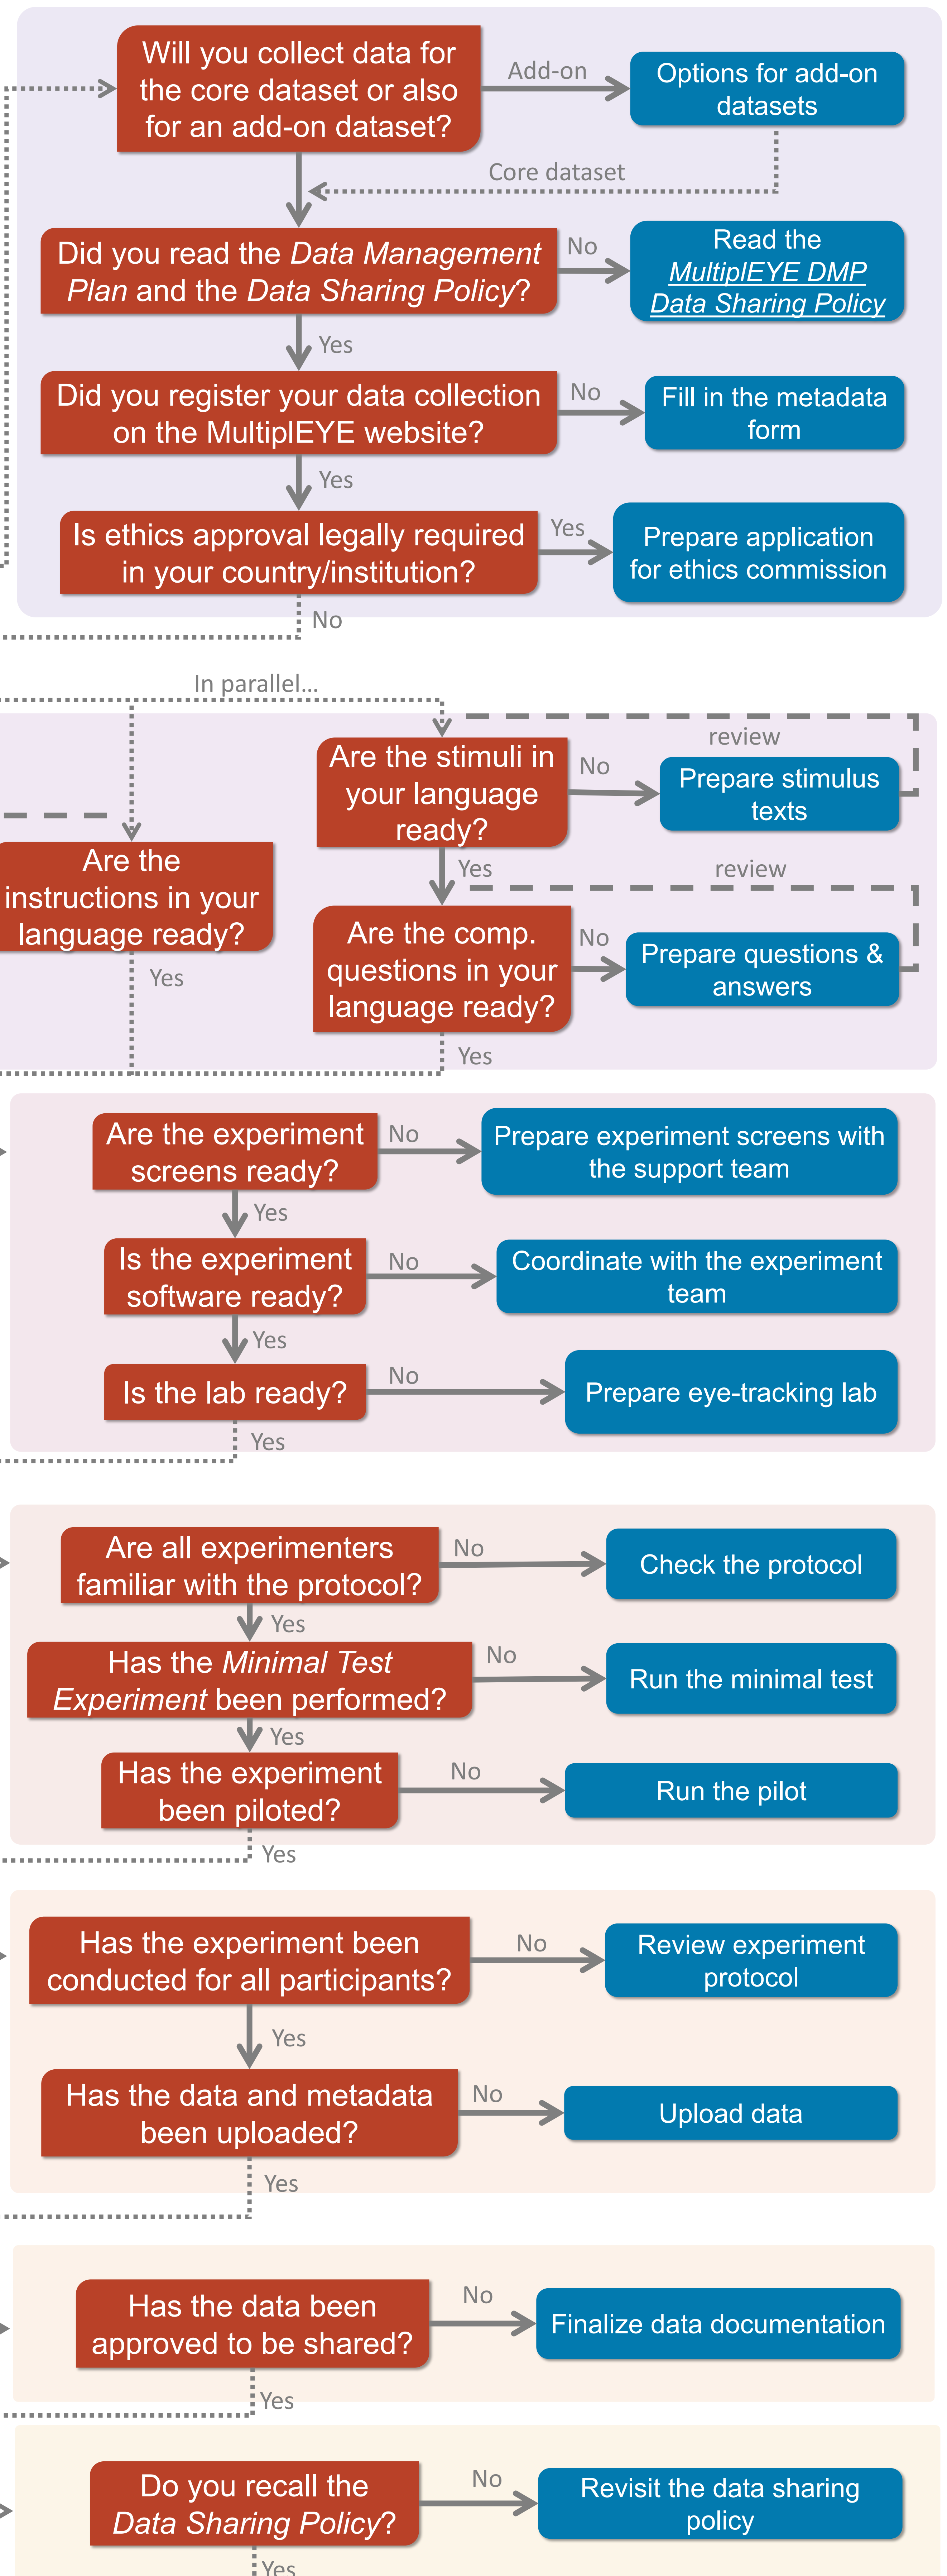 Will you collect data for
the core dataset or also
for an add-on dataset?
Add-on
Options for add-on
datasets
Core dataset
Did you read the Data Management
Plan and the Data Sharing Policy?
No
Read the
MultiplEYE DMP
Data Sharing Policy
Yes
Did you register your data collection
on the MultiplEYE website?
No
Fill in the metadata
form
Yes
Is ethics approval legally required
in your country/institution?
Yes
Prepare application
for ethics commission
No
In parallel...
Are the stimuli in
your language
ready?
No
review
Prepare stimulus
texts
Yes
Are the
instructions in your
language ready?
Yes
review
Are the comp.
questions in your
language ready?
No
Prepare questions &
answers
Yes
Are the experiment
screens ready?
No
Prepare experiment screens with
the support team
Yes
Is the experiment
software ready?
No
Coordinate with the experiment
team
Yes
Is the lab ready?
No
Prepare eye-tracking lab
Yes
Are all experimenters
familiar with the protocol?
No
Check the protocol
Yes
Has the Minimal Test
Experiment been performed?
No
Run the minimal test
Yes
Has the experiment
been piloted?
No
Run the pilot
Yes
Has the experiment been
conducted for all participants?
No
Review experiment
protocol
Yes
Has the data and metadata
been uploaded?
No
Upload data
Yes
Has the data been
approved to be shared?
No
Finalize data documentation
Yes
Do you recall the
Data Sharing Policy?
No
Revisit the data sharing
policy
Yes